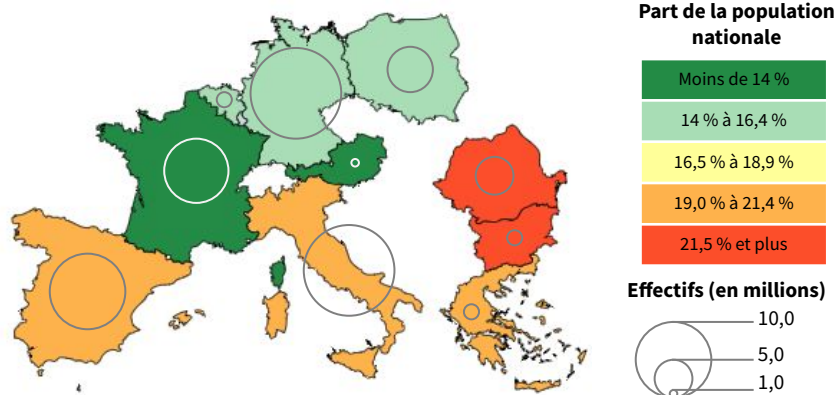 Part de la population
nationale
Moins de 14 %
14 % à 16,4 %
16,5 % à 18,9 %
19,0 % à 21,4 %
21,5 % et plus
Effectifs (en millions)
10,0
5,0
1,0